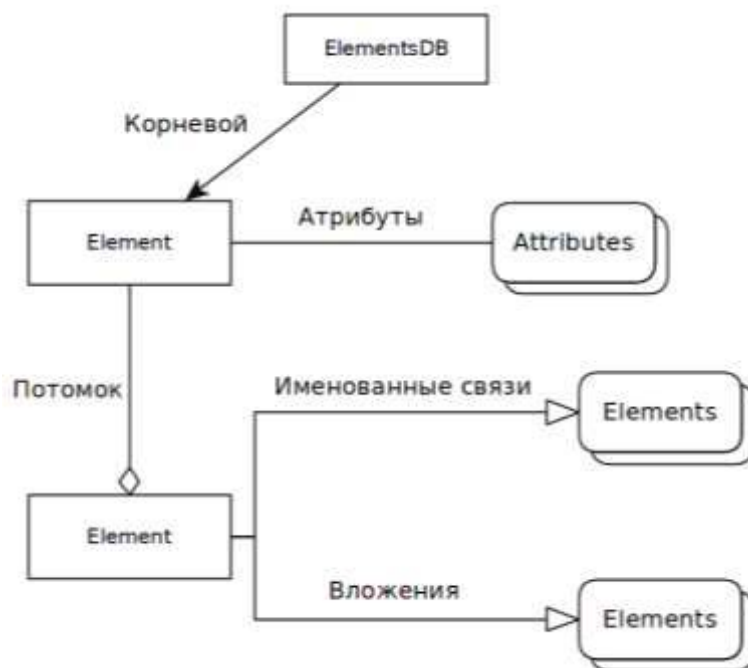 ElementsDB
Корневой
Element
Атрибуты
Attributes
Потомок
Именованные связи
Elements
Element
Вложения
Elements